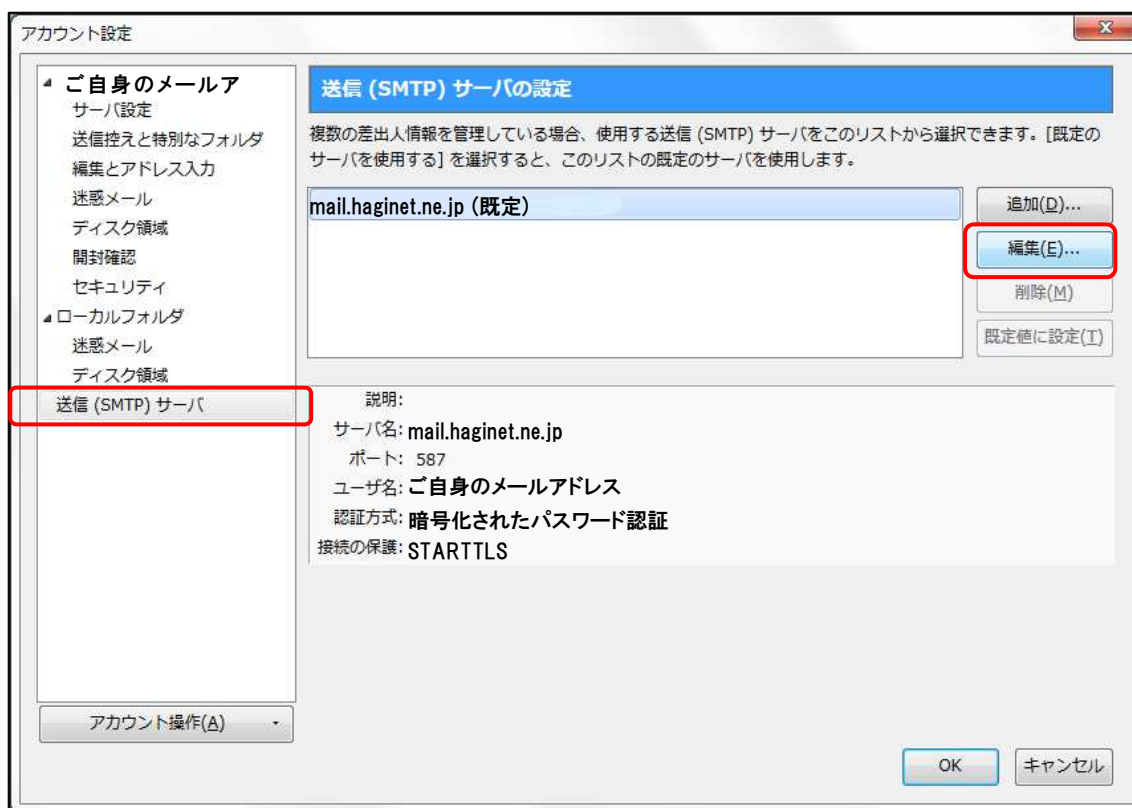 アカウント設定
ご自身のメールア
サーバ設定
送信控えと特別なフォルダ
編集とアドレス入力
迷惑メール
ディスク領域
開封確認
セキュリティ
ローカルフォルダ
迷惑メール
ディスク領域
送信 (SMTP) サーバ
アカウント操作(A)
送信 (SMTP) サーバの設定
複数の差出人情報を管理している場合、使用する送信 (SMTP) サーバをこのリストから選択できます。[既定の
サーバを使用する] を選択すると、このリストの既定のサーバを使用します。
mail.haginet.ne.jp (既定)
追加(D)...
編集(E)...
削除(M)
既定値に設定(T)
説明:
サーバ名: mail.haginet.ne.jp
ポート: 587
ユーザ名: ご自身のメールアドレス
認証方式: 暗号化されたパスワード認証
接続の保護: STARTTLS
OK
キャンセル